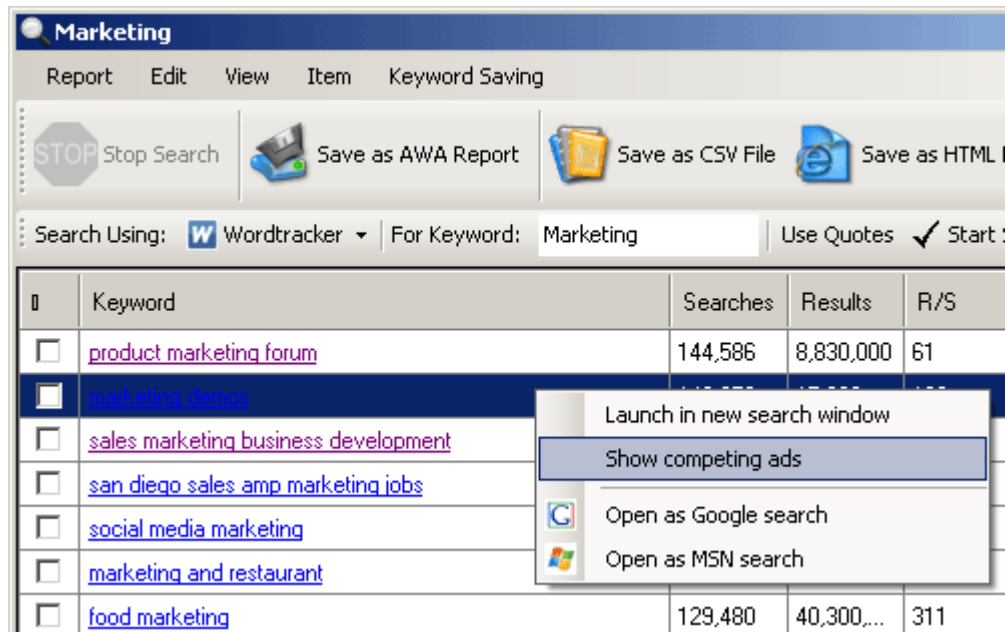 Marketing
Report Edit View Item Keyword Saving
STOP Stop Search Save as AWA Report Save as CSV File Save as HTML
Search Using: W Wordtracker For Keyword: Marketing Use Quotes Start
Keyword Searches Results R/S
product marketing forum 144,586 8,830,000 61
marketing demos
Launch in new search window
sales marketing business development
Show competing ads
san diego sales amp marketing jobs
G Open as Google search
social media marketing
Open as MSN search
marketing and restaurant
food marketing 129,480 40,300,... 311